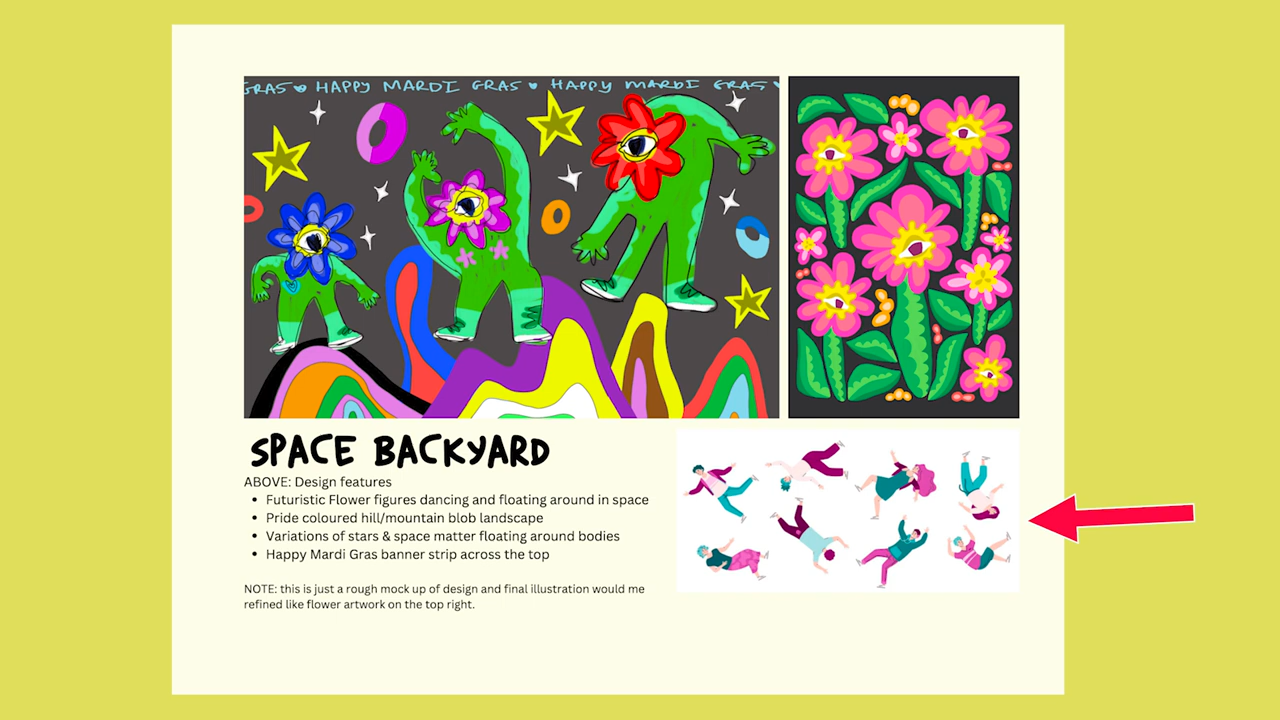 GRAS HAPPY MARDI GRAS HAPPY MARDI GRAS
SPACE BACKYARD
ABOVE: Design features
• Futuristic Flower figures dancing and floating around in space
• Pride coloured hill/mountain blob landscape
• Variations of stars & space matter floating around bodies
• Happy Mardi Gras banner strip across the top
NOTE: this is just a rough mock up of design and final illustration would me
refined like flower artwork on the top right.